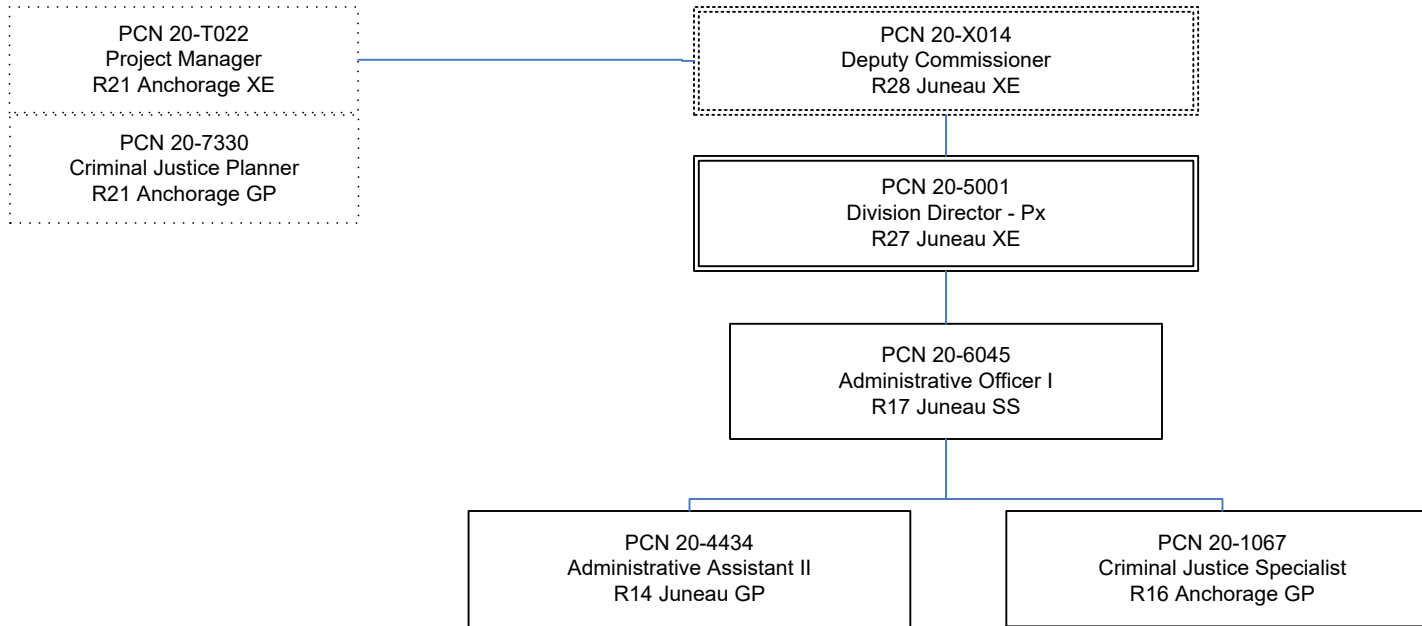 PCN 20-T022
Project Manager
R21 Anchorage XE
PCN 20-7330
Criminal Justice Planner
R21 Anchorage GP
PCN 20-X014
Deputy Commissioner
R28 Juneau XE
PCN 20-5001
Division Director - Px
R27 Juneau XE
PCN 20-6045
Administrative Officer I
R17 Juneau SS
PCN 20-4434
Administrative Assistant II
R14 Juneau GP
PCN 20-1067
Criminal Justice Specialist
R16 Anchorage GP